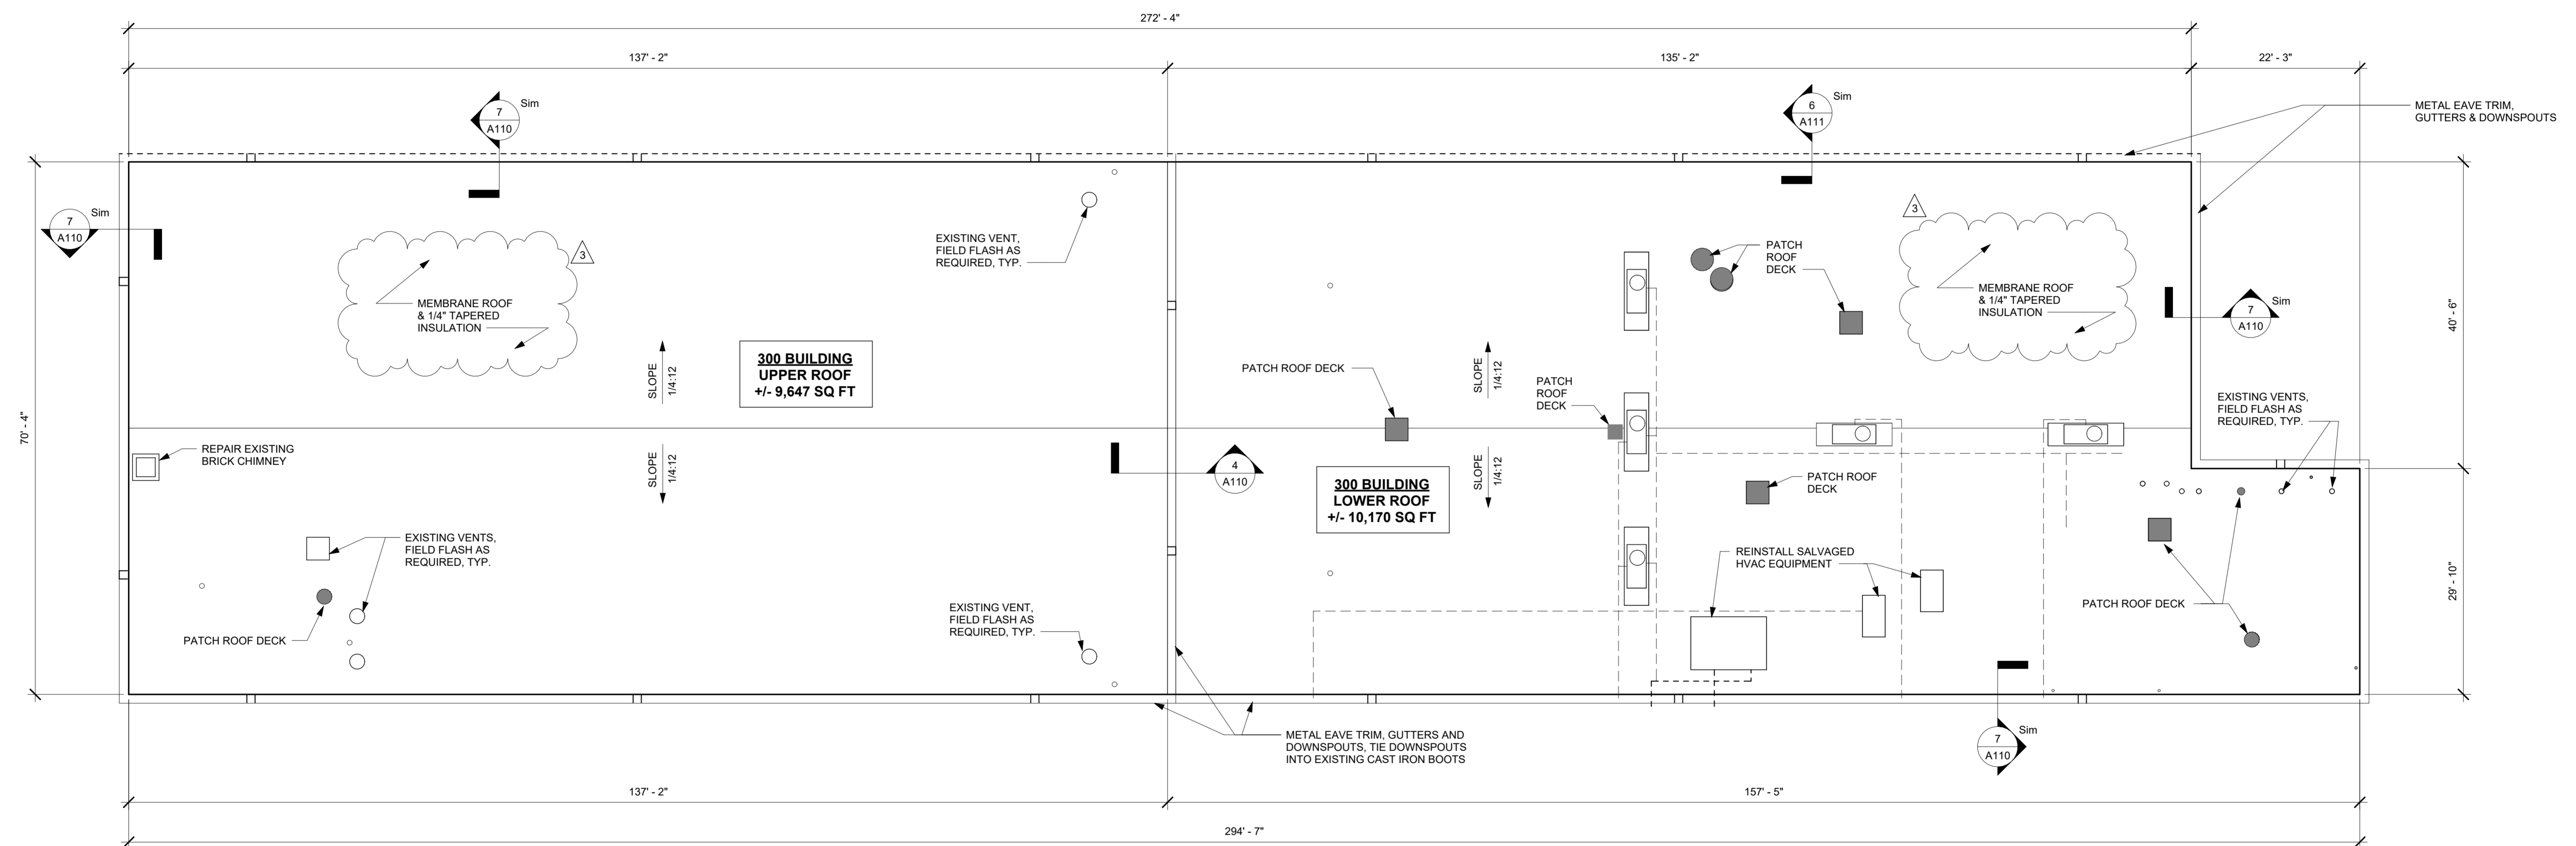 272' - 4"
137' - 2"
135' - 2"
22' - 3"
METAL EAVE TRIM,
GUTTERS & DOWNSPOUTS
7
A110
Sim
6
A111
Sim
7
A110
Sim
3
MEMBRANE ROOF
& 1/4" TAPERED
INSULATION
EXISTING VENT,
FIELD FLASH AS
REQUIRED, TYP.
PATCH
ROOF
DECK
3
MEMBRANE ROOF
& 1/4" TAPERED
INSULATION
7
A110
Sim
40' - 6"
70' - 4"
SLOPE
1/4:12
300 BUILDING
UPPER ROOF
+/- 9,647 SQ FT
PATCH ROOF DECK
SLOPE
1/4:12
PATCH
ROOF
DECK
EXISTING VENTS,
FIELD FLASH AS
REQUIRED, TYP.
REPAIR EXISTING
BRICK CHIMNEY
SLOPE
1/4:12
4
A110
300 BUILDING
LOWER ROOF
+/- 10,170 SQ FT
SLOPE
1/4:12
PATCH ROOF
DECK
EXISTING VENTS,
FIELD FLASH AS
REQUIRED, TYP.
REINSTALL SALVAGED
HVAC EQUIPMENT
29' - 10"
PATCH ROOF DECK
EXISTING VENT,
FIELD FLASH AS
REQUIRED, TYP.
PATCH ROOF DECK
METAL EAVE TRIM, GUTTERS AND
DOWNSPOUTS, TIE DOWNSPOUTS
INTO EXISTING CAST IRON BOOTS
7
A110
Sim
137' - 2"
157' - 5"
294' - 7"